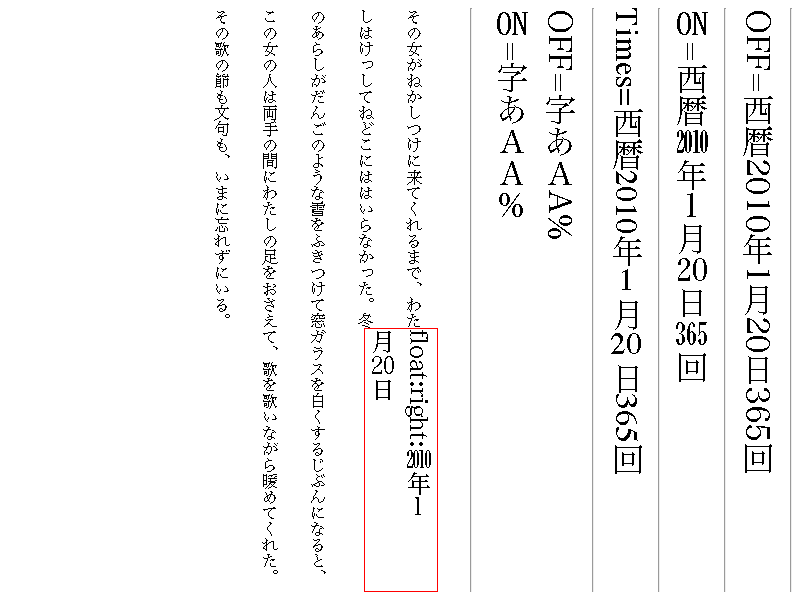 OFF=西暦2010年1月20日365回
ON=西暦2010年1月20日365回
Times=西暦2010年1月20日365回
OFF=字あAA%
ON=字あAA%
その女がねかしつけに来てくれるまで、わた
しはけっしてねどこにははいらなかった。冬
float:right:2010年1
月20日
のあらしがだんごのような雪をふきつけて窓ガラスを白くするじぶんになると、
この女の人は両手の間にわたしの足をおさえて、歌を歌いながら暖めてくれた。
その歌の節も文句も、いまに忘れずにいる。